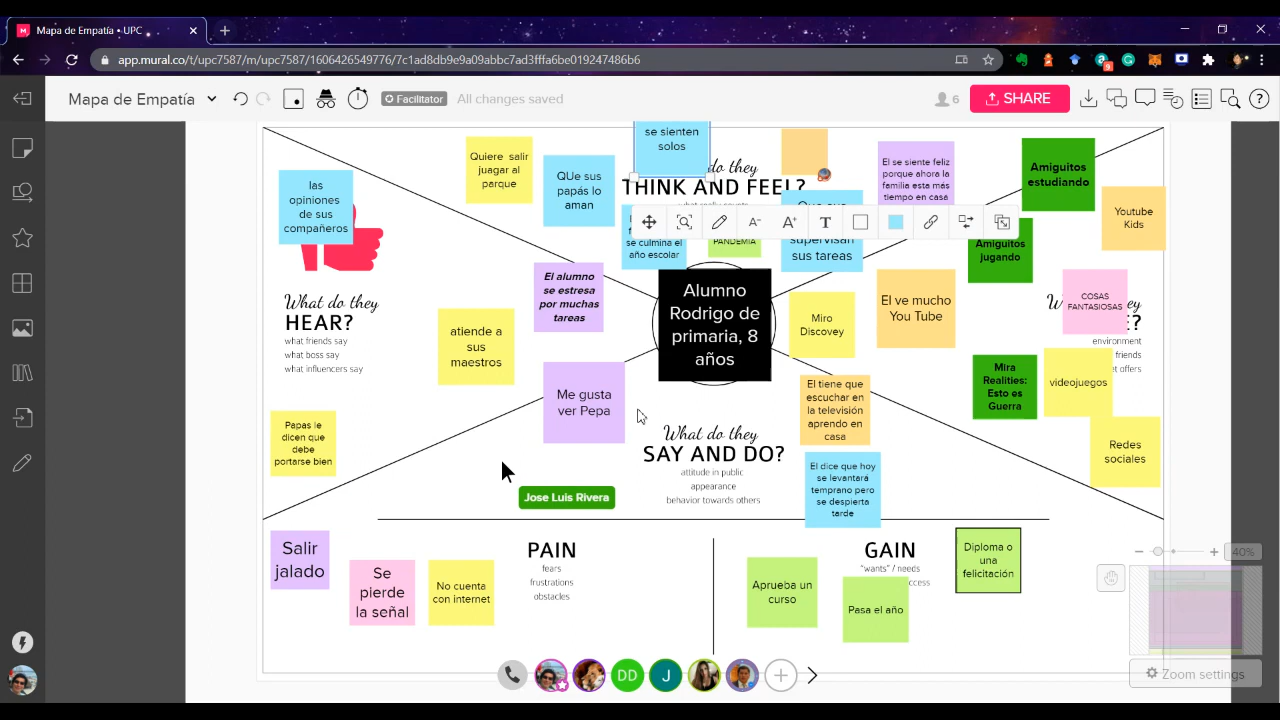 Mapa de Empatía • UPC
app.mural.co/t/upc7587/m/upc7587/1606426549776/7c1ad8db9e9a09abbc7ad3fffa6be019247486b6
Mapa de Empatía
Facilitator
All changes saved
6
SHARE
se sienten
solos
Quiere salir
juagar al
parque
QUe sus
papás lo
aman
do they
THINK AND FEEL?
El se siente feliz
porque ahora la
familia esta más
tiempo en casa
Amiguitos
estudiando
Youtube
Kids
las
opiniones
de sus
compañeros
se culmina el
año escolar
PANDEMIA
supervisan
sus tareas
Amiguitos
jugando
What do they
HEAR?
what friends say
what boss say
what influencers say
El alumno
se estresa
por muchas
tareas
atiende a
sus
maestros
Alumno
Rodrigo de
primaria, 8
años
Miro
Discovey
El ve mucho
You Tube
COSAS
FANTASIOSAS
environment
friends
offers
Mira
Realities:
Esto es
Guerra
videojuegos
Redes
sociales
Me gusta
ver Pepa
El tiene que
escuchar en
la televisión
aprendo en
casa
Papas le
dicen que
debe
portarse bien
What do they
SAY AND DO?
attitude in public
appearance
behavior towards others
El dice que hoy
se levantará
temprano pero
se despierta
tarde
Jose Luis Rivera
Salir
jalado
Se
pierde
la señal
No cuenta
con internet
PAIN
fears
frustrations
obstacles
GAIN
"wants" / needs
Aprueba un
curso
Pasa el año
Diploma o
una
felicitación
40%
Zoom settings
DD
J